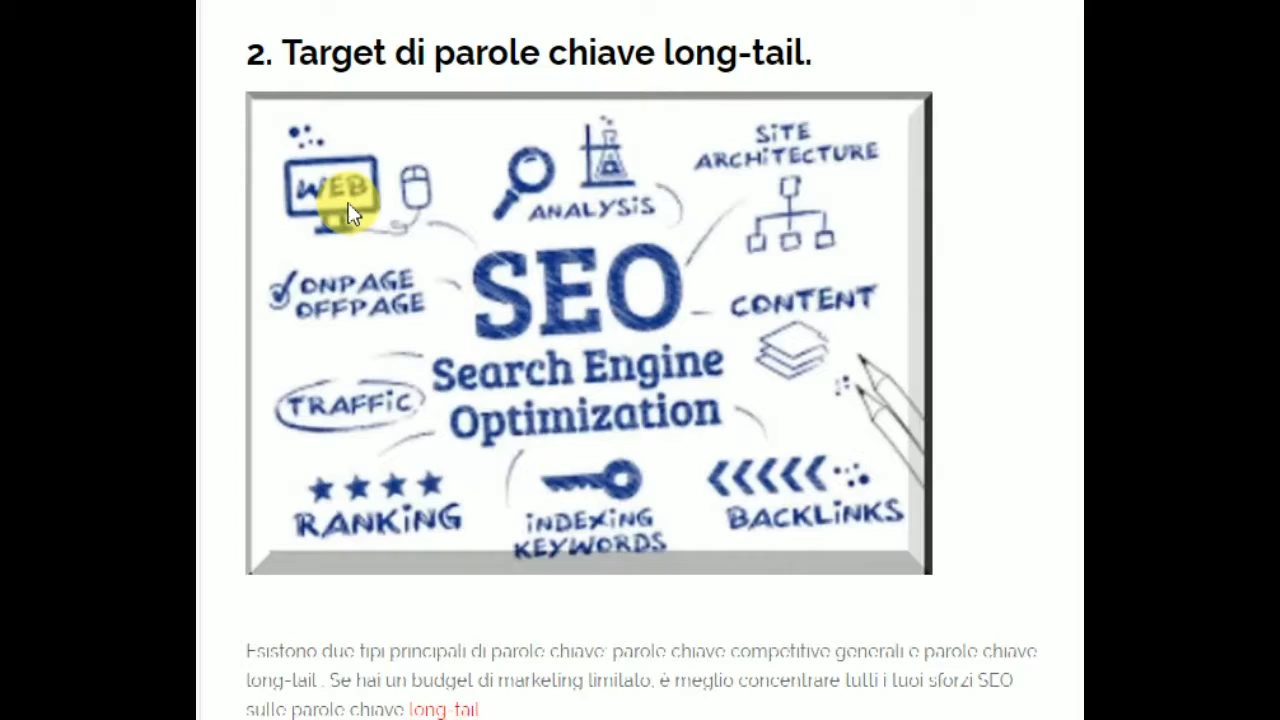 2. Target di parole chiave long-tail.
WEB
ANALYSIS
SITE
ARCHITECTURE
ONPAGE
OFFPAGE
SEO
CONTENT
Search Engine
Optimization
TRAFFIC
RANKING
INDEXING
KEYWORDS
BACKLINKS
Esistono due tipi principali di parole chiave: parole chiave competitive generali e parole chiave
long-tail . Se hai un budget di marketing limitato, è meglio concentrare tutti i tuoi sforzi SEO
sulle parole chiave long-tail